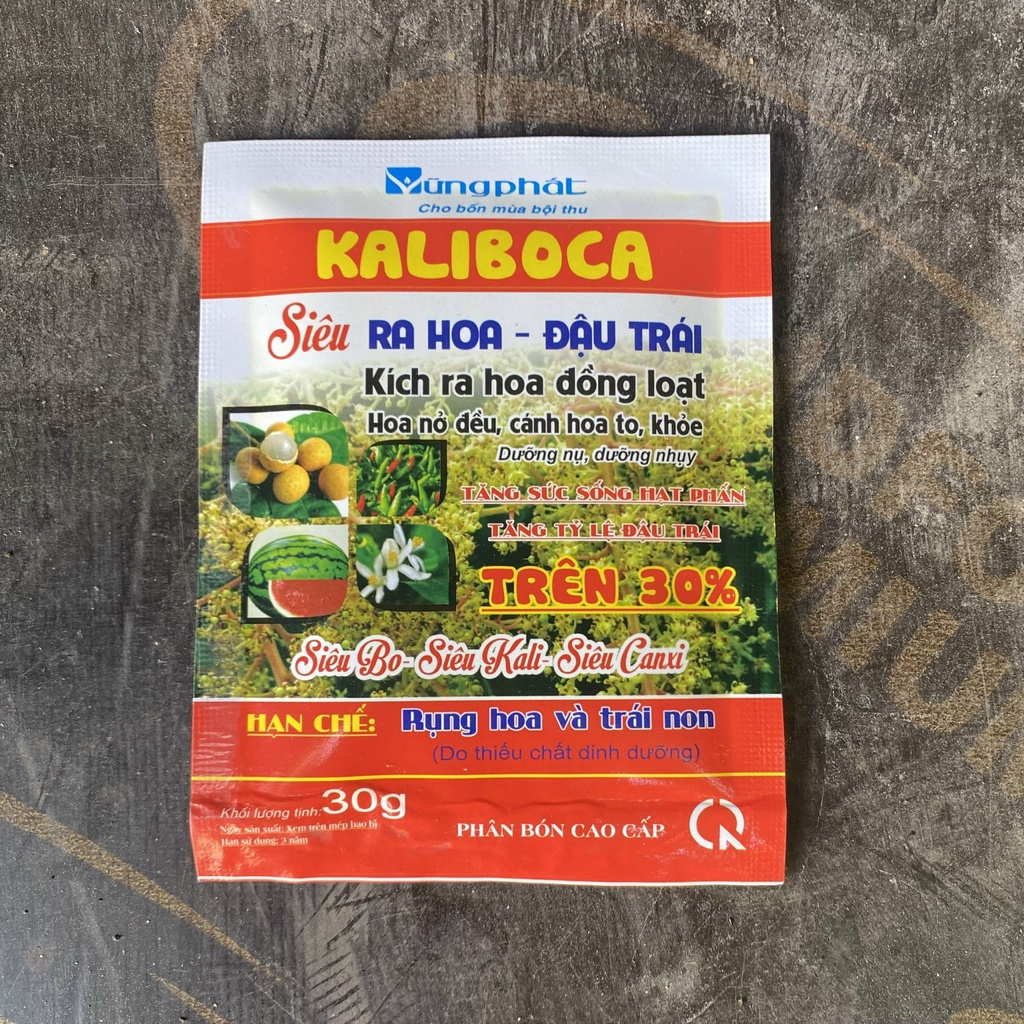 Vũngphát
Cho bốn mùa bội thu
KALIBOCA
Siêu RA HOA - ĐẬU TRÁI
Kích ra hoa đồng loạt
Hoa nở đều, cánh hoa to, khỏe
Dưỡng nụ, dưỡng nhụy
TĂNG SỨC SỐNG HẠT PHẤN
TĂNG TỶ LỆ ĐẬU TRÁI
TRÊN 30%
Siêu Bo - Siêu Kali - Siêu Canxi
HẠN CHẾ: Rụng hoa và trái non
(Do thiếu chất dinh dưỡng)
Khối lượng tịnh: 30g
Ngày sản xuất: Xem trên mép bao bì
Hạn sử dụng: 3 năm
PHÂN BÓN CAO CẤP